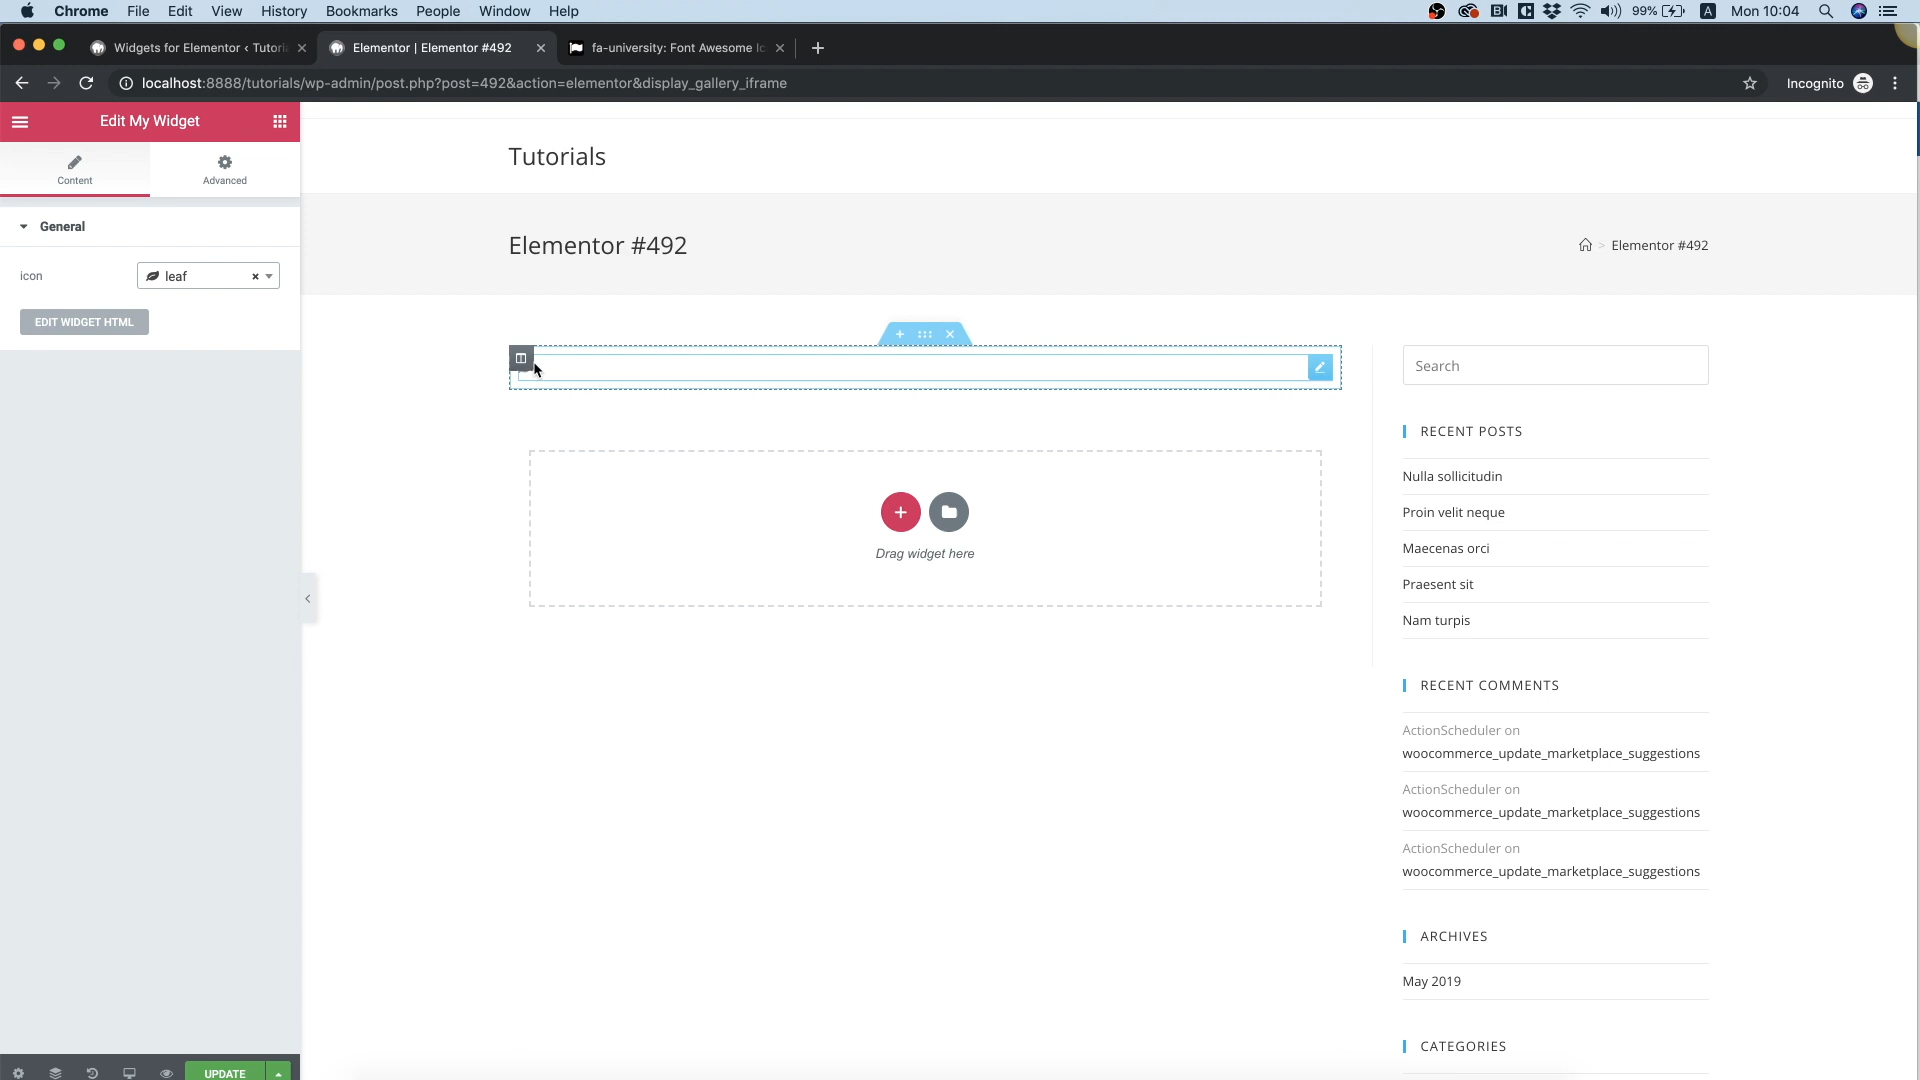 Chrome File Edit View History Bookmarks People Window Help 99% A Mon 10:04
Widgets for Elementor ‹ Tutori
Elementor | Elementor #492
fa-university: Font Awesome Ic
localhost:8888/tutorials/wp-admin/post.php?post=492&action=elementor&display_gallery_iframe
Incognito
Edit My Widget
Content
Advanced
General
icon
leaf
EDIT WIDGET HTML
UPDATE
Tutorials
Elementor #492
> Elementor #492
Drag widget here
Search
RECENT POSTS
Nulla sollicitudin
Proin velit neque
Maecenas orci
Praesent sit
Nam turpis
RECENT COMMENTS
ActionScheduler on
woocommerce_update_marketplace_suggestions
ActionScheduler on
woocommerce_update_marketplace_suggestions
ActionScheduler on
woocommerce_update_marketplace_suggestions
ARCHIVES
May 2019
CATEGORIES